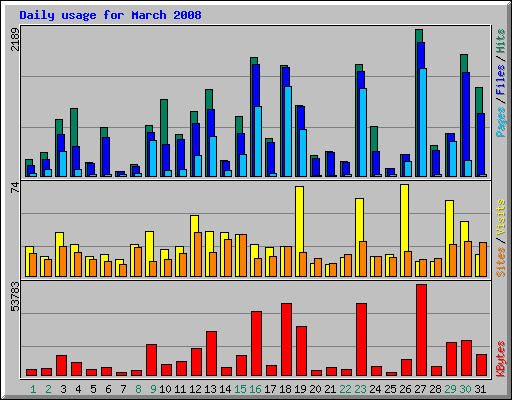 Daily usage for March 2008
2189
Pages / Files / Hits
74
Sites / Visits
53783
KBytes
1 2 3 4 5 6 7 8 9 10 11 12 13 14 15 16 17 18 19 20 21 22 23 24 25 26 27 28 29 30 31